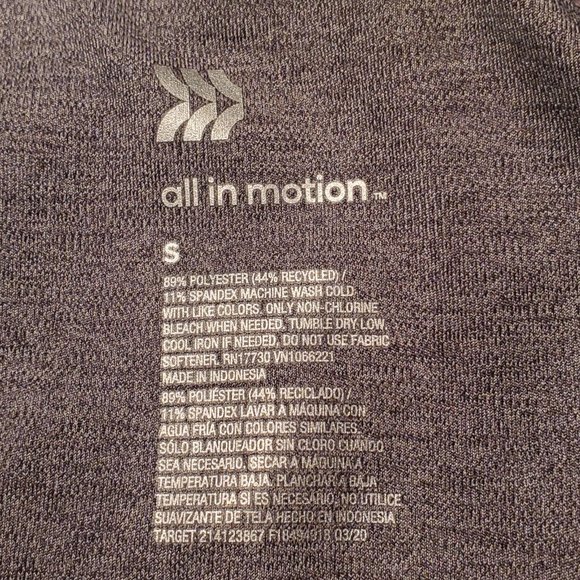 all in motion™
S
89% POLYESTER (44% RECYCLED) /
11% SPANDEX MACHINE WASH COLD
WITH LIKE COLORS. ONLY NON-CHLORINE
BLEACH WHEN NEEDED. TUMBLE DRY LOW.
COOL IRON IF NEEDED. DO NOT USE FABRIC
SOFTENER. RN17730 VN1066221
MADE IN INDONESIA
89% POLIÉSTER (44% RECICLADO) /
11% SPANDEX LAVAR A MÁQUINA CON
AGUA FRÍA CON COLORES SIMILARES.
SÓLO BLANQUEADOR SIN CLORO CUANDO
SEA NECESARIO. SECAR A MÁQUINA A
TEMPERATURA BAJA. PLANCHAR A BAJA
TEMPERATURA SI ES NECESARIO. NO UTILICE
SUAVIZANTE DE TELA HECHO EN INDONESIA
TARGET 214123867 F18494918 03/20